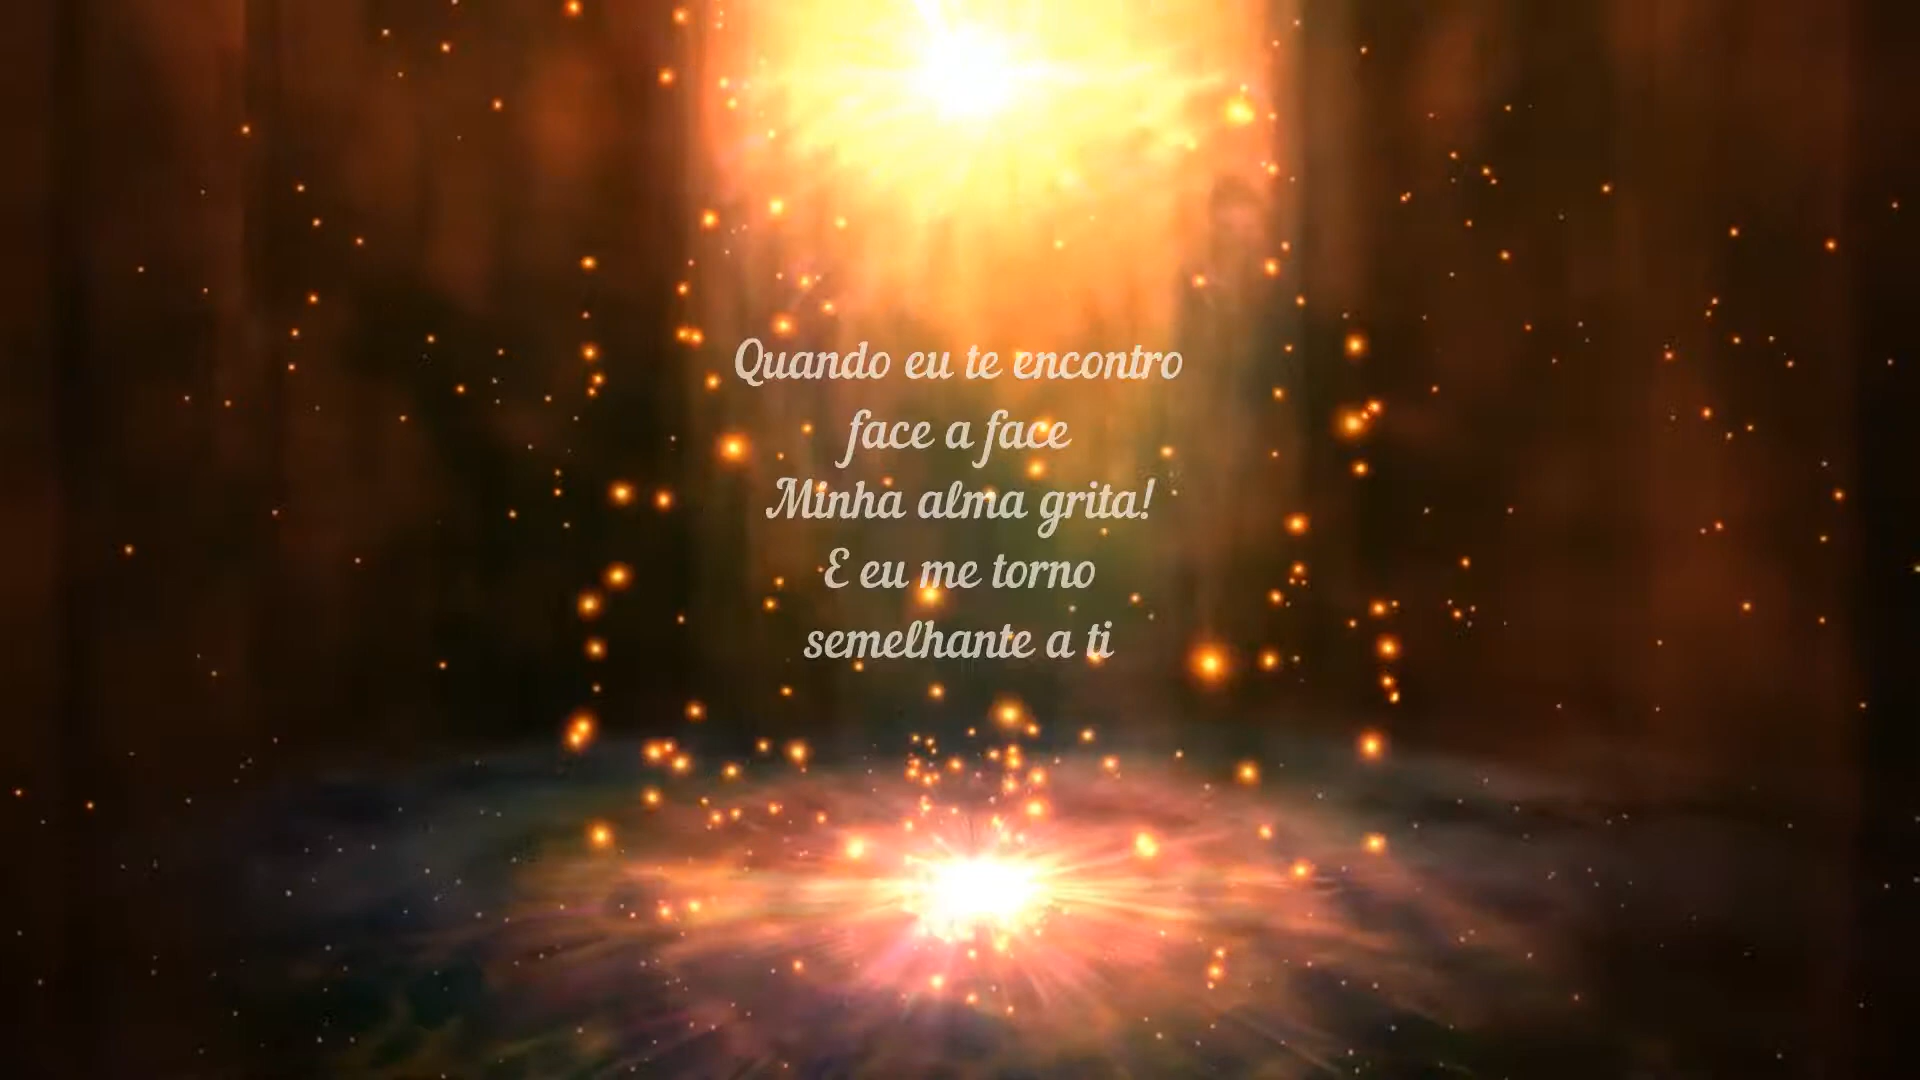 Quando eu te encontro
face a face
Minha alma grita!
E eu me torno
semelhante a ti